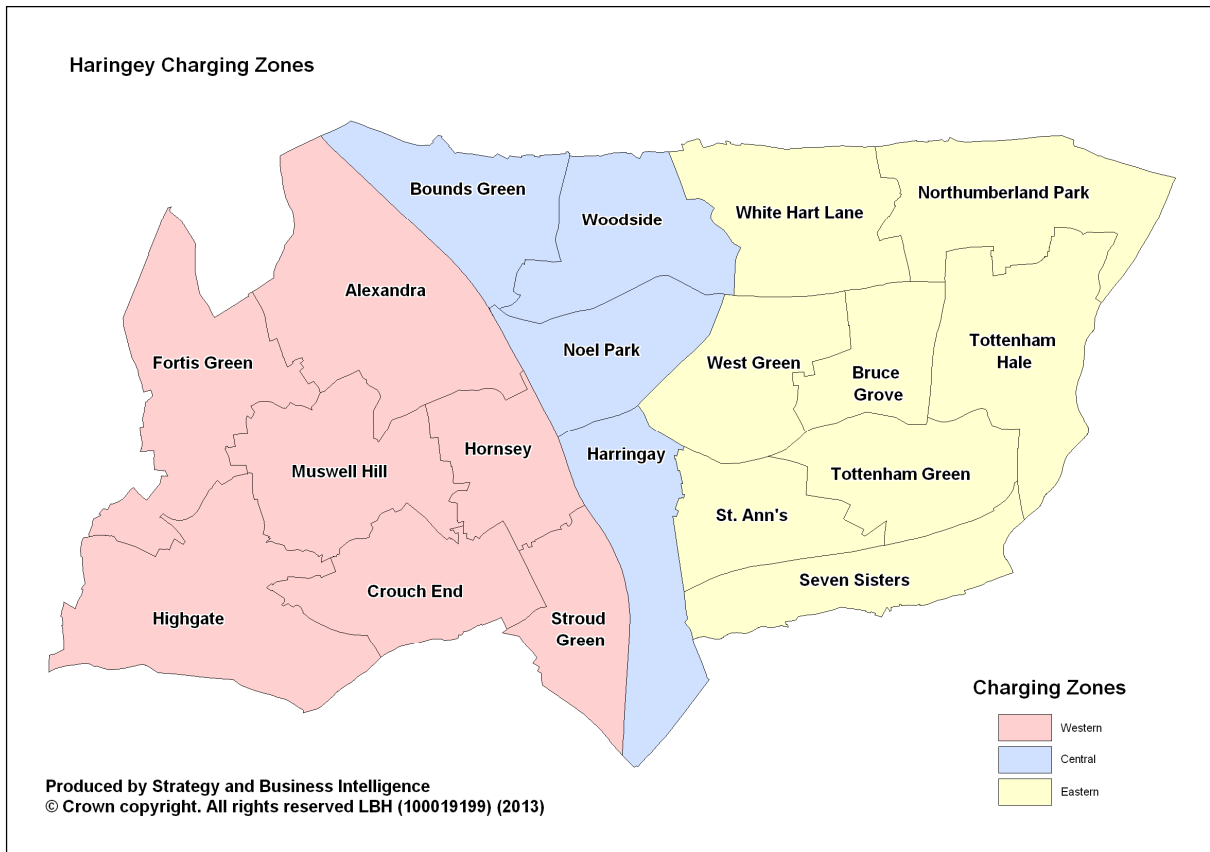 Haringey Charging Zones
Bounds Green
Woodside
White Hart Lane
Northumberland Park
Alexandra
Fortis Green
Noel Park
West Green
Bruce
Grove
Tottenham
Hale
Muswell Hill
Hornsey
Harringay
Tottenham Green
St. Ann's
Seven Sisters
Highgate
Crouch End
Stroud
Green
Charging Zones
Western
Central
Eastern
Produced by Strategy and Business Intelligence
© Crown copyright. All rights reserved LBH (100019199) (2013)